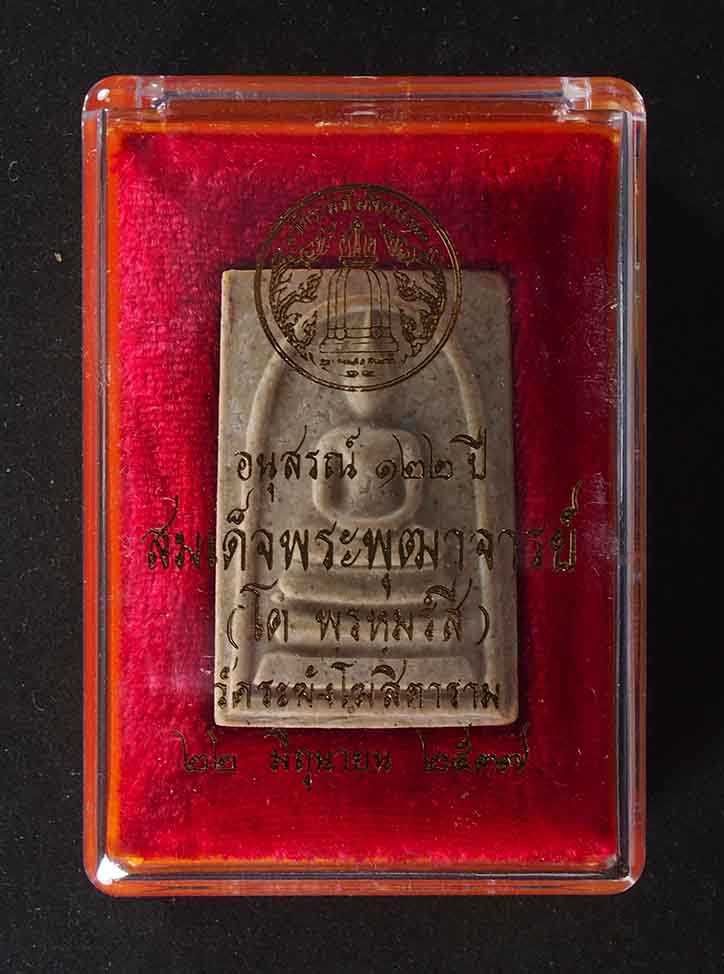 อนุสรณ์ ๑๒๒ ปี
สมเด็จพระพุฒาจารย์
(โต พรหฺมรํสี)
วัดระฆังโฆสิตาราม
๒๒ มิถุนายน ๒๕๓๗